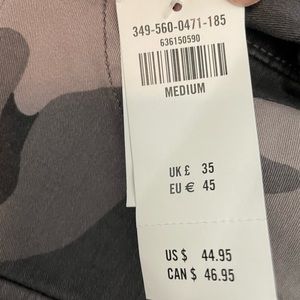 349-560-0471-185
636150590
MEDIUM
UK £ 35
EU € 45
US $ 44.95
CAN $ 46.95